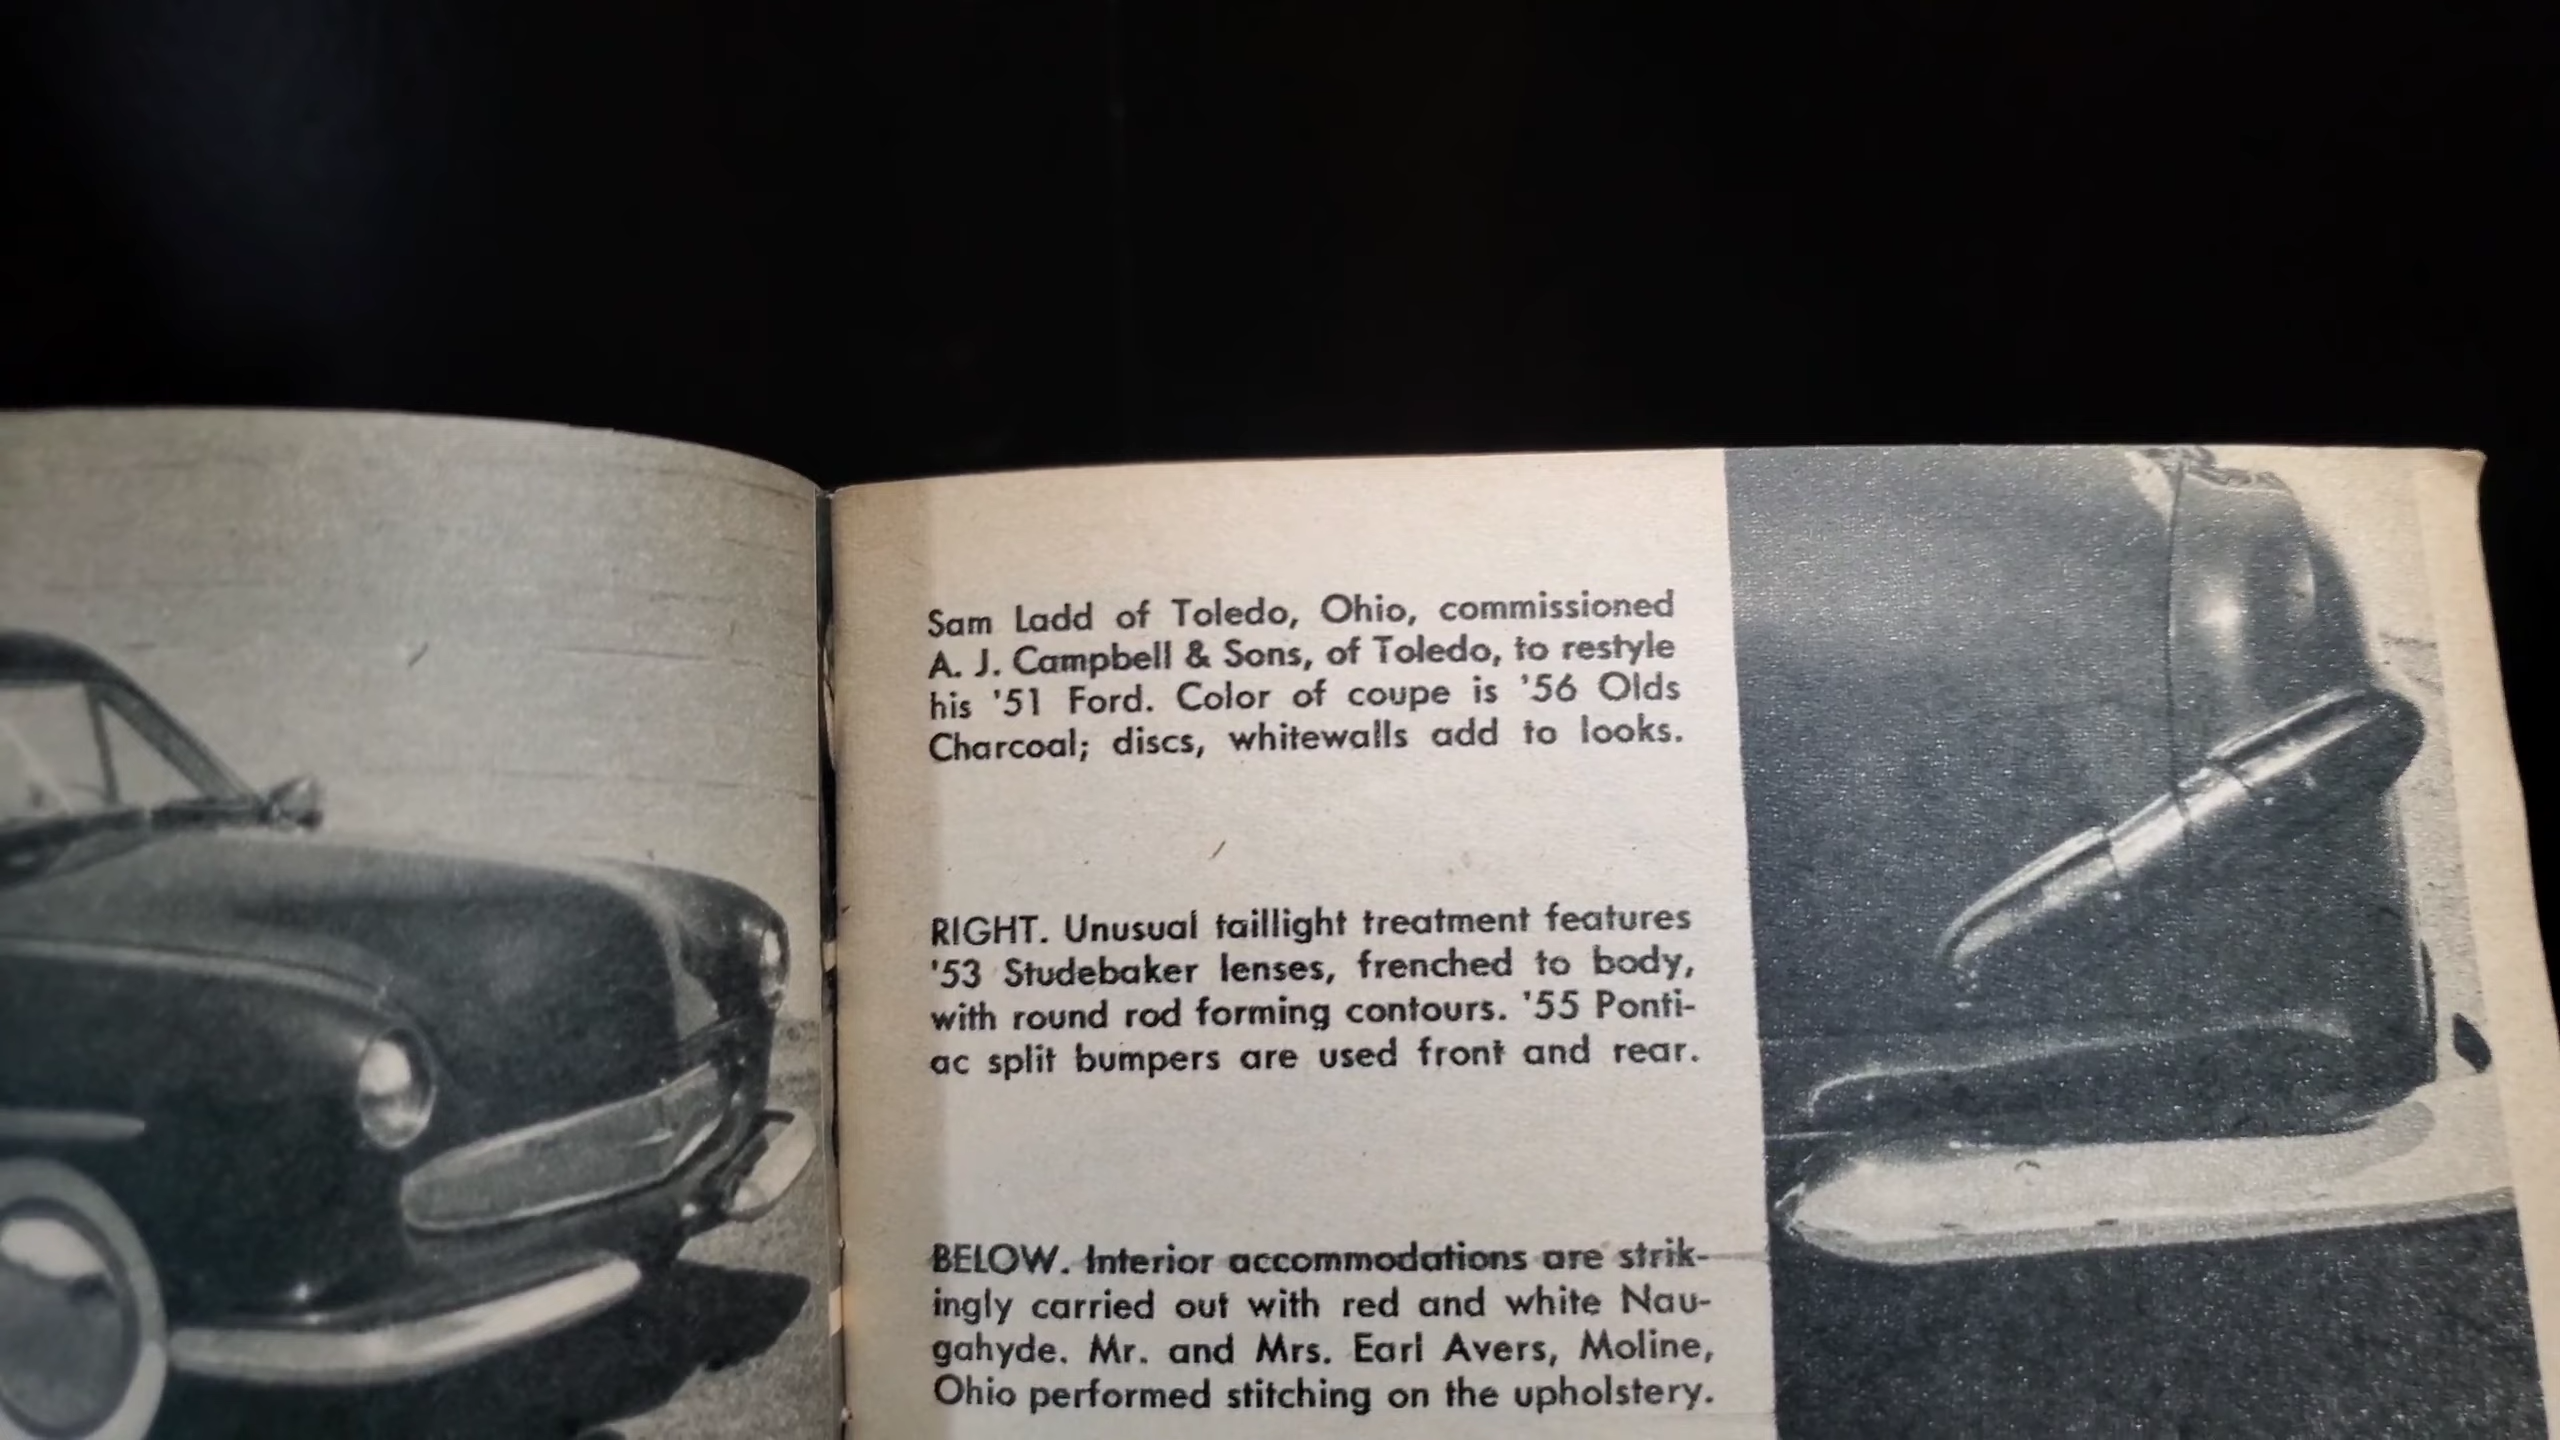 Sam Ladd of Toledo, Ohio, commissioned
A. J. Campbell & Sons, of Toledo, to restyle
his '51 Ford. Color of coupe is '56 Olds
Charcoal; discs, whitewalls add to looks.
RIGHT. Unusual taillight treatment features
'53 Studebaker lenses, frenched to body,
with round rod forming contours. '55 Ponti-
ac split bumpers are used front and rear.
BELOW. Interior accommodations are strik-
ingly carried out with red and white Nau-
gahyde. Mr. and Mrs. Earl Avers, Moline,
Ohio performed stitching on the upholstery.